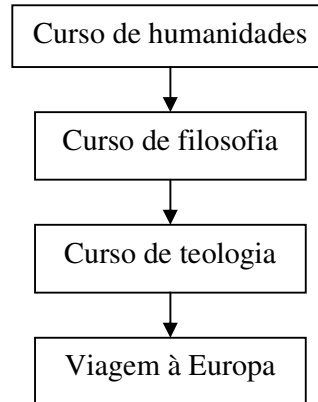 Curso de humanidades
Curso de filosofia
Curso de teologia
Viagem à Europa